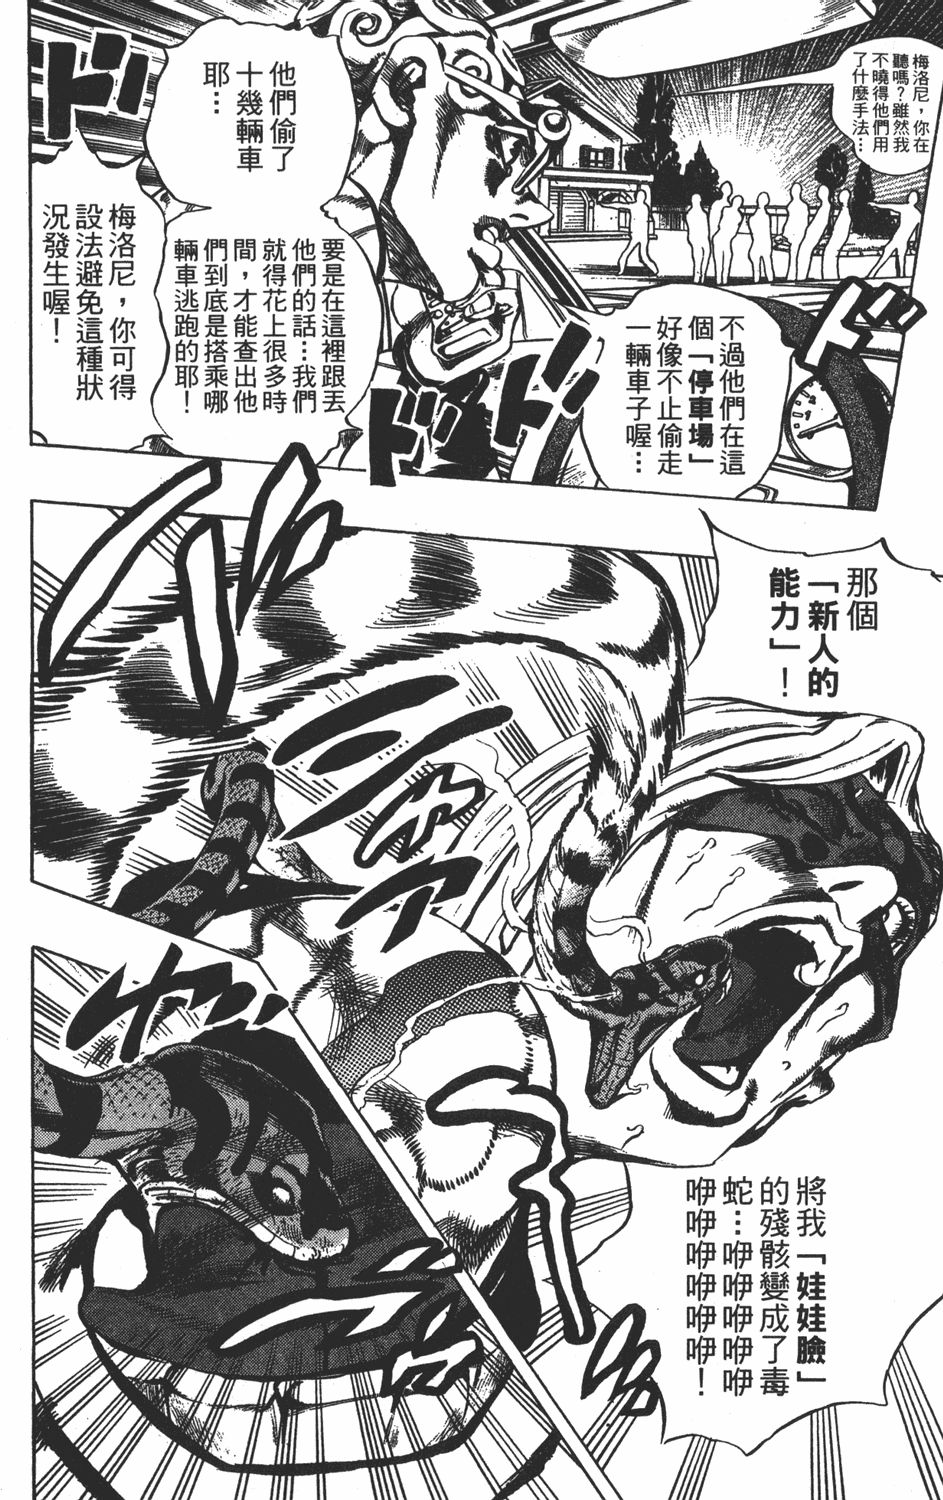 梅洛尼，你在
聽嗎？雖然我
不曉得他們用
了什麼手法…
不過他們在這
個「停車場」
好像不止偷走
一輛車子喔…
他們偷了
十幾輛車
耶…
要是在這裡跟丟
他們的話…我們
就得花上很多時
間，才能查出他
們到底是搭乘哪
輛車逃跑的耶！
梅洛尼，你可得
設法避免這種狀
況發生喔！
ドド
ド
ドド
那個
「新人的
能力」！
將我「娃娃臉」
的殘骸變成了毒
蛇…咿咿咿咿咿
咿咿咿咿咿咿！